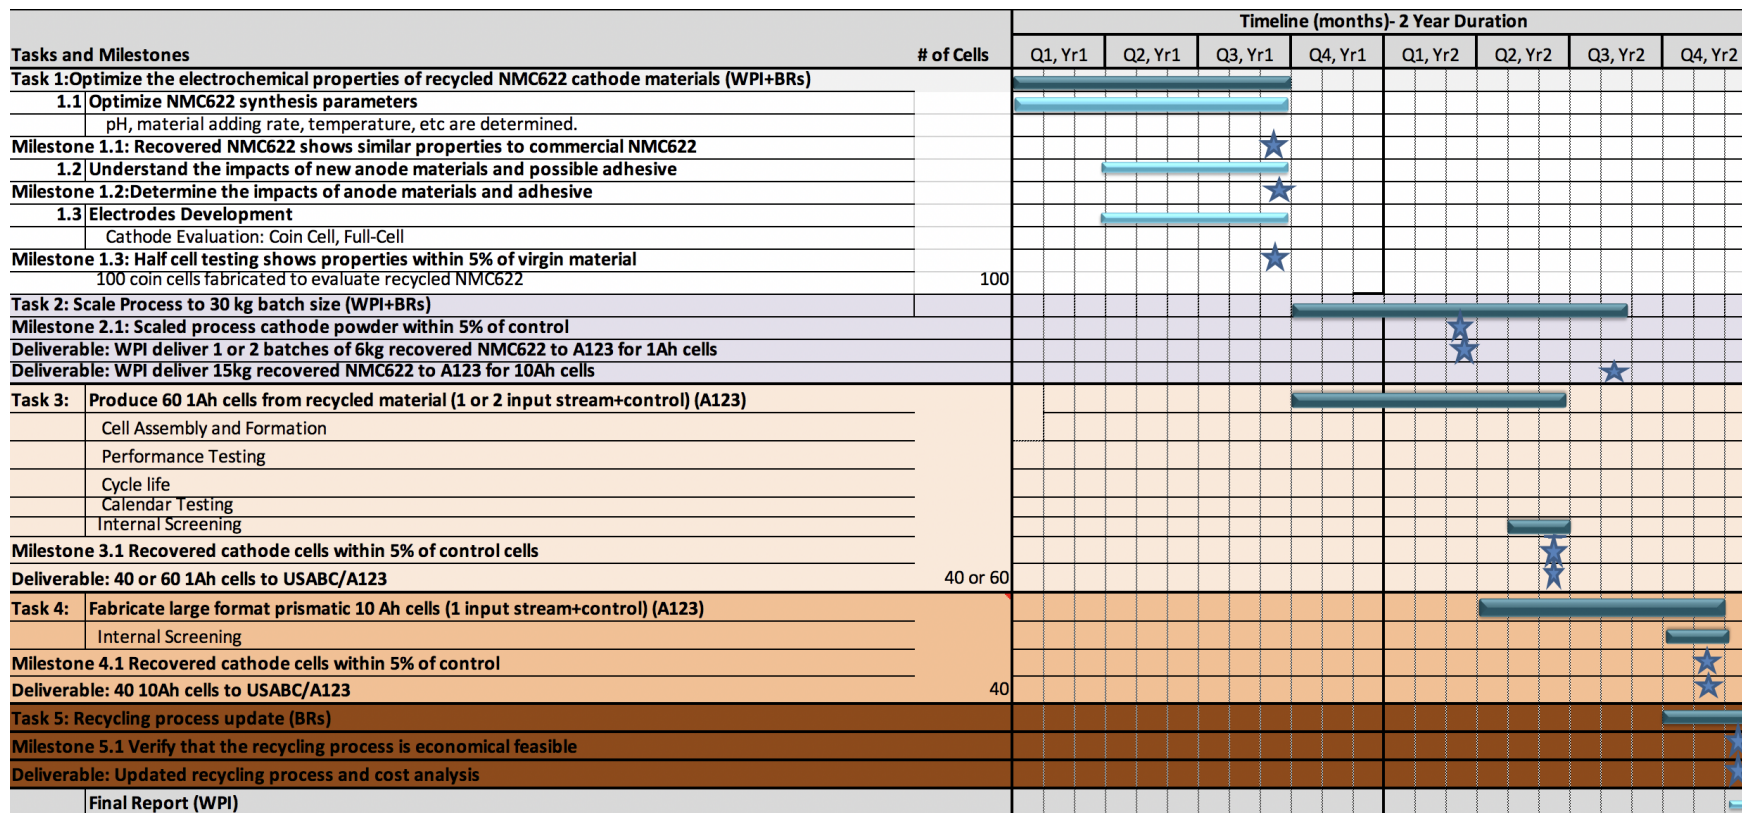 Timeline (months)- 2 Year Duration
Tasks and Milestones # of Cells Q1, Yr1 Q2, Yr1 Q3, Yr1 Q4, Yr1 Q1, Yr2 Q2, Yr2 Q3, Yr2 Q4, Yr2
Task 1:Optimize the electrochemical properties of recycled NMC622 cathode materials (WPI+BRs)
1.1 Optimize NMC622 synthesis parameters
pH, material adding rate, temperature, etc are determined.
Milestone 1.1: Recovered NMC622 shows similar properties to commercial NMC622
1.2 Understand the impacts of new anode materials and possible adhesive
Milestone 1.2:Determine the impacts of anode materials and adhesive
1.3 Electrodes Development
Cathode Evaluation: Coin Cell, Full-Cell
Milestone 1.3: Half cell testing shows properties within 5% of virgin material
100 coin cells fabricated to evaluate recycled NMC622 100
Task 2: Scale Process to 30 kg batch size (WPI+BRs)
Milestone 2.1: Scaled process cathode powder within 5% of control
Deliverable: WPI deliver 1 or 2 batches of 6kg recovered NMC622 to A123 for 1Ah cells
Deliverable: WPI deliver 15kg recovered NMC622 to A123 for 10Ah cells
Task 3: Produce 60 1Ah cells from recycled material (1 or 2 input stream+control) (A123)
Cell Assembly and Formation
Performance Testing
Cycle life
Calendar Testing
Internal Screening
Milestone 3.1 Recovered cathode cells within 5% of control cells
Deliverable: 40 or 60 1Ah cells to USABC/A123 40 or 60
Task 4: Fabricate large format prismatic 10 Ah cells (1 input stream+control) (A123)
Internal Screening
Milestone 4.1 Recovered cathode cells within 5% of control
Deliverable: 40 10Ah cells to USABC/A123 40
Task 5: Recycling process update (BRs)
Milestone 5.1 Verify that the recycling process is economical feasible
Deliverable: Updated recycling process and cost analysis
Final Report (WPI)